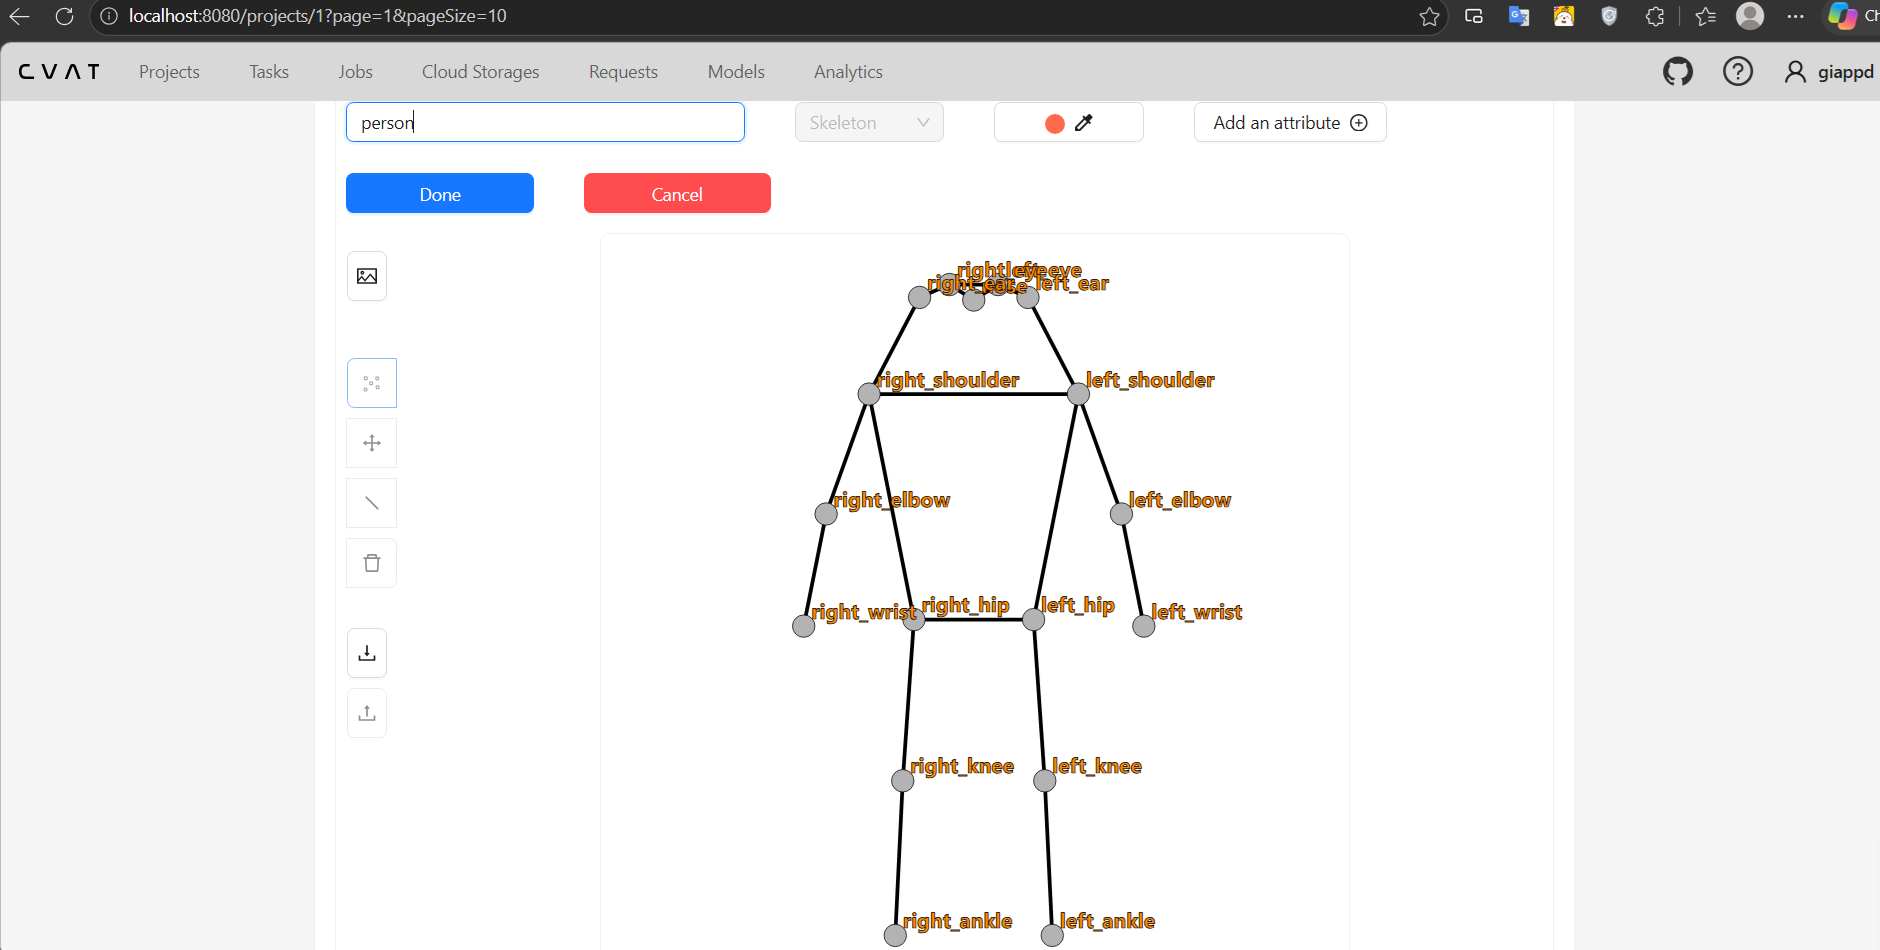 localhost:8080/projects/1?page=1&pageSize=10
CVAT Projects Tasks Jobs Cloud Storages Requests Models Analytics giappd
person Skeleton Add an attribute
Done Cancel
right_ear left_ear
right_shoulder left_shoulder
right_elbow left_elbow
right_wrist right_hip left_hip left_wrist
right_knee left_knee
right_ankle left_ankle